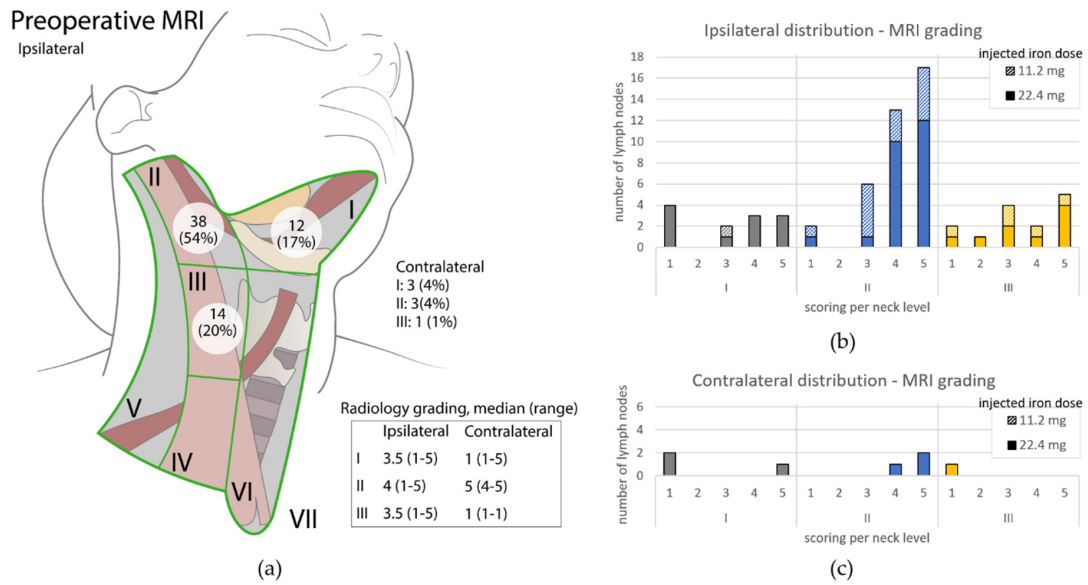 Preoperative MRI
Ipsilateral
II
I
38
(54%)
12
(17%)
III
14
(20%)
V
IV
VI
VII
Contralateral
I: 3 (4%)
II: 3(4%)
III: 1 (1%)
Radiology grading, median (range)
Ipsilateral Contralateral
I 3.5 (1-5) 1 (1-5)
II 4 (1-5) 5 (4-5)
III 3.5 (1-5) 1 (1-1)
(a)
Ipsilateral distribution - MRI grading
injected iron dose
11.2 mg
22.4 mg
number of lymph nodes
18
16
14
12
10
8
6
4
2
0
1 2 3 4 5 1 2 3 4 5 1 2 3 4 5
I II III
scoring per neck level
(b)
Contralateral distribution - MRI grading
injected iron dose
11.2 mg
22.4 mg
number of lymph nodes
6
4
2
0
1 2 3 4 5 1 2 3 4 5 1 2 3 4 5
I II III
scoring per neck level
(c)